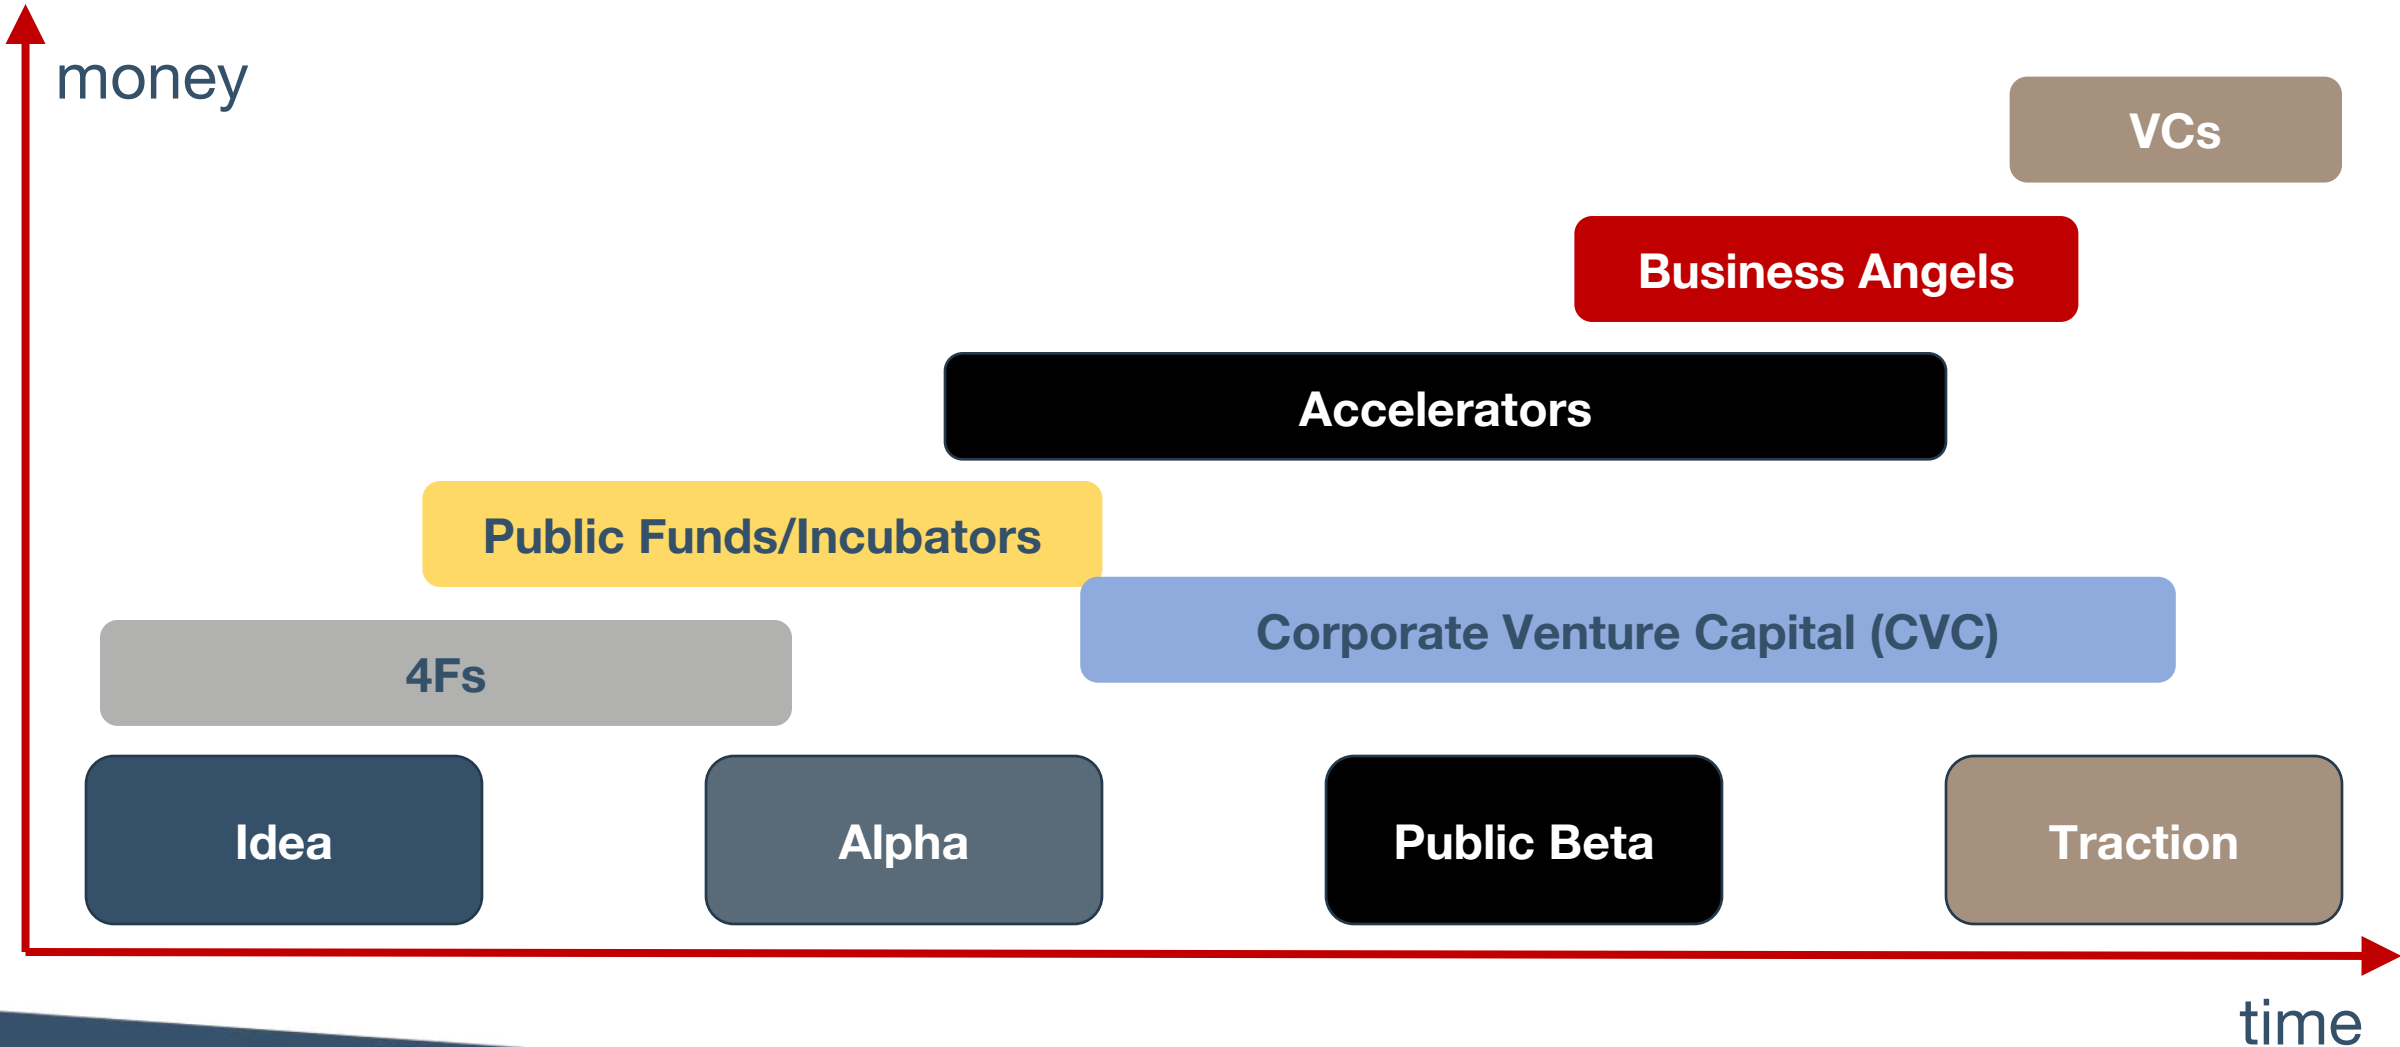 money
VCs
Business Angels
Accelerators
Public Funds/Incubators
Corporate Venture Capital (CVC)
4Fs
Idea
Alpha
Public Beta
Traction
time